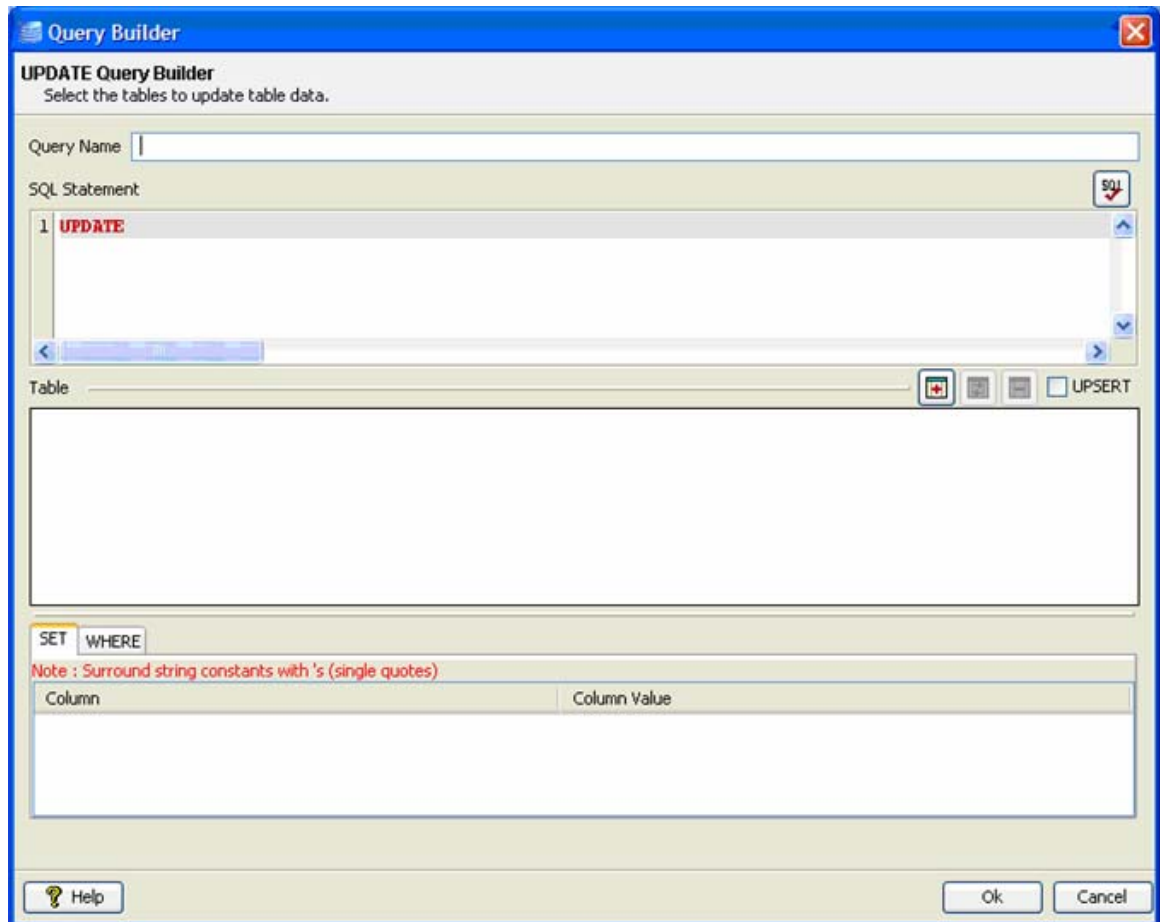 Query Builder
UPDATE Query Builder
Select the tables to update table data.
Query Name
SQL Statement
SQL
1 UPDATE
Table
UPSERT
SET WHERE
Note : Surround string constants with 's (single quotes)
Column Column Value
? Help Ok Cancel